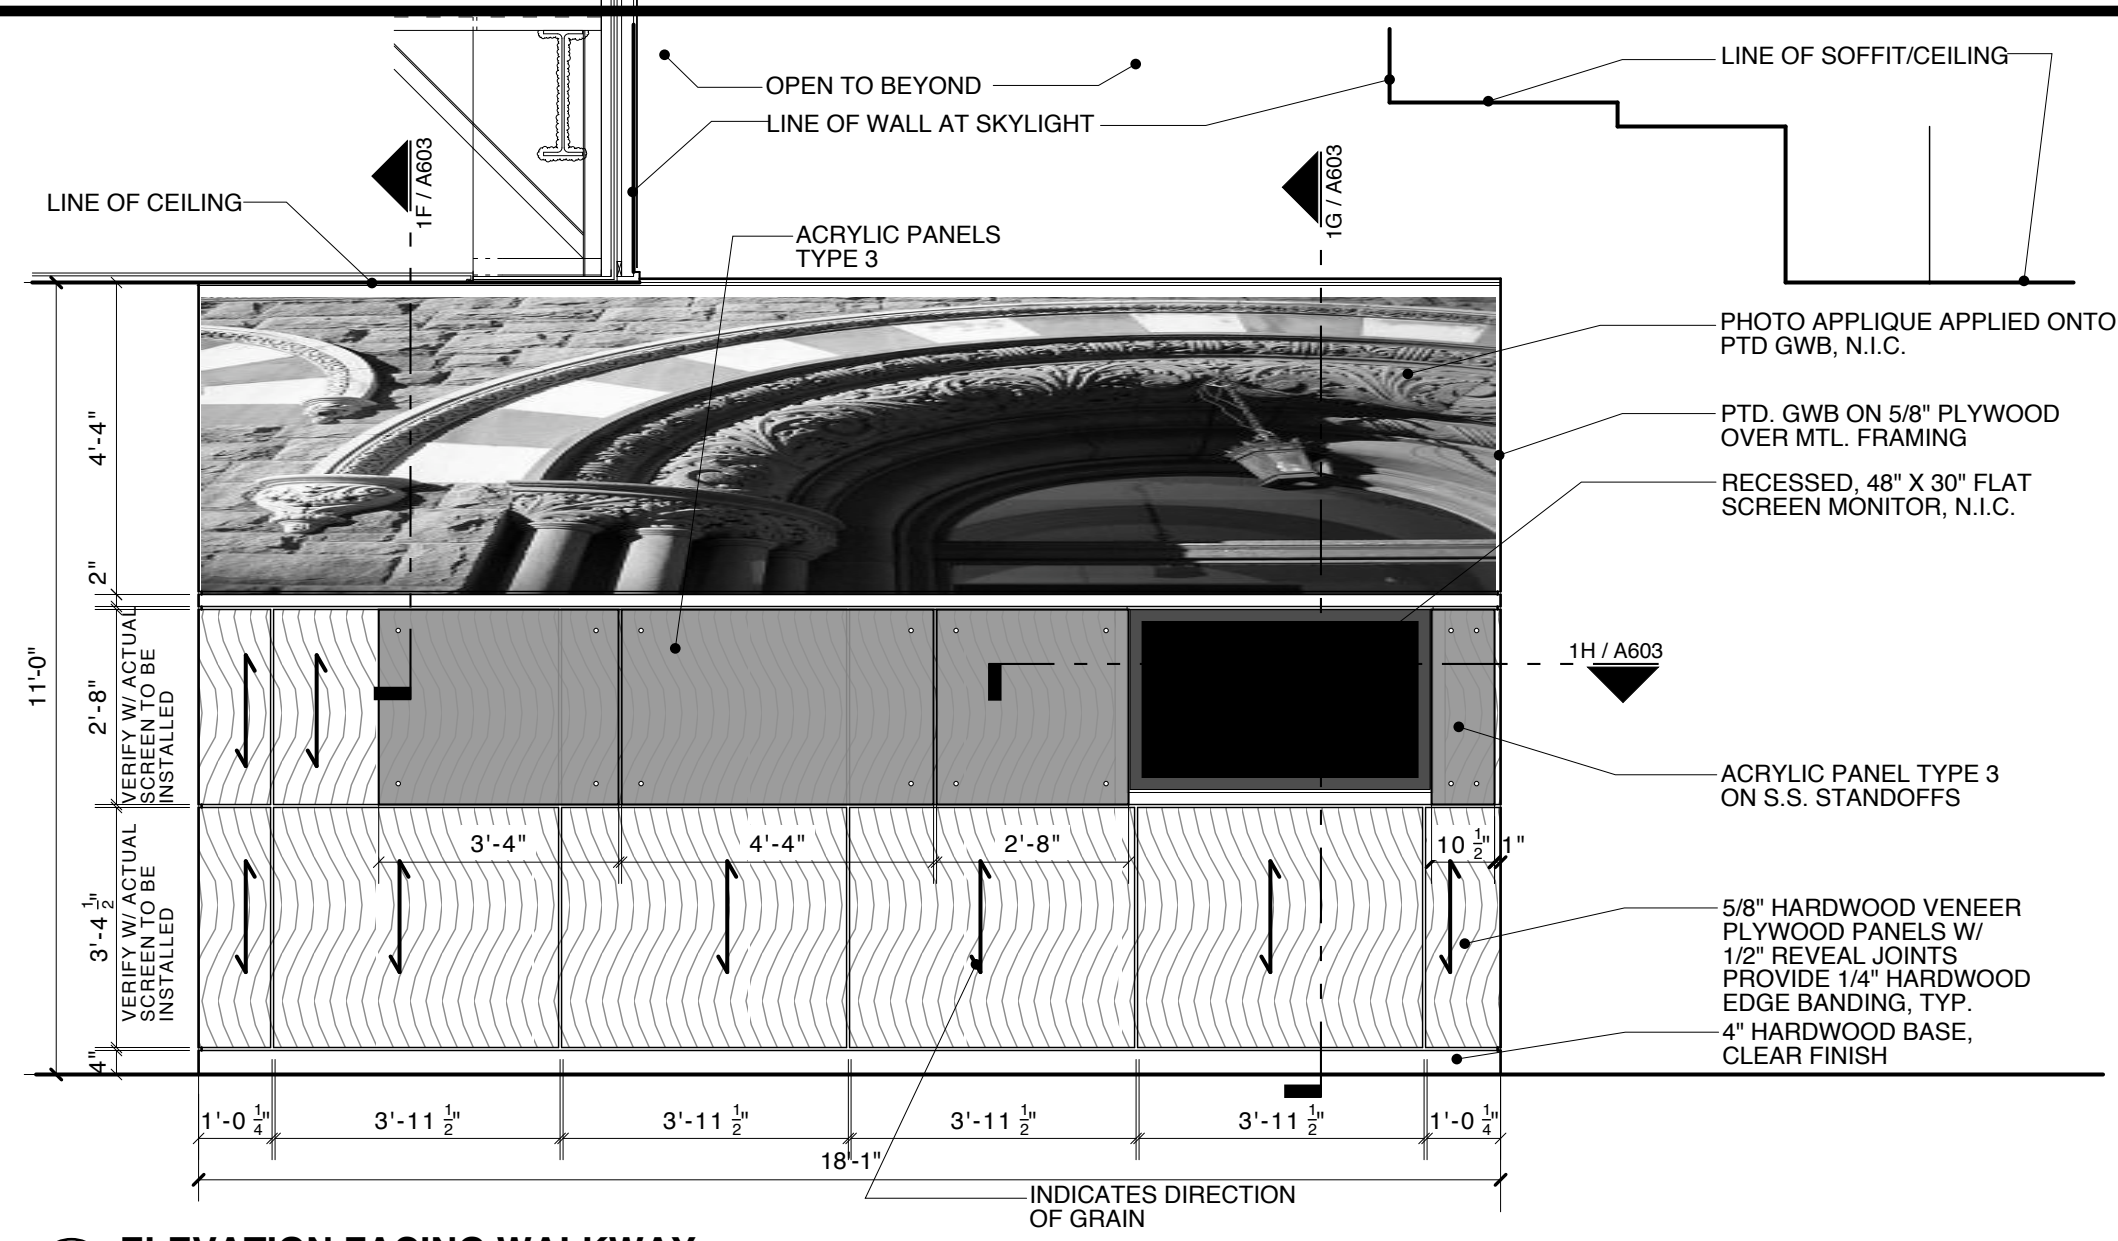 OPEN TO BEYOND
LINE OF SOFFIT/CEILING
LINE OF WALL AT SKYLIGHT
1F / A603
1G / A603
LINE OF CEILING
ACRYLIC PANELS
TYPE 3
PHOTO APPLIQUE APPLIED ONTO
PTD GWB, N.I.C.
PTD. GWB ON 5/8" PLYWOOD
OVER MTL. FRAMING
RECESSED, 48" X 30" FLAT
SCREEN MONITOR, N.I.C.
4'-4"
2"
11'-0"
2'-8"
VERIFY W/ ACTUAL
SCREEN TO BE
INSTALLED
1H / A603
ACRYLIC PANEL TYPE 3
ON S.S. STANDOFFS
3'-4"
4'-4"
2'-8"
10 1/2"
1"
3'-4 1/2"
VERIFY W/ ACTUAL
SCREEN TO BE
INSTALLED
5/8" HARDWOOD VENEER
PLYWOOD PANELS W/
1/2" REVEAL JOINTS
PROVIDE 1/4" HARDWOOD
EDGE BANDING, TYP.
4" HARDWOOD BASE,
CLEAR FINISH
4"
1'-0 1/4"
3'-11 1/2"
3'-11 1/2"
3'-11 1/2"
3'-11 1/2"
1'-0 1/4"
18'-1"
INDICATES DIRECTION
OF GRAIN
ELEVATION FACING WALKWAY